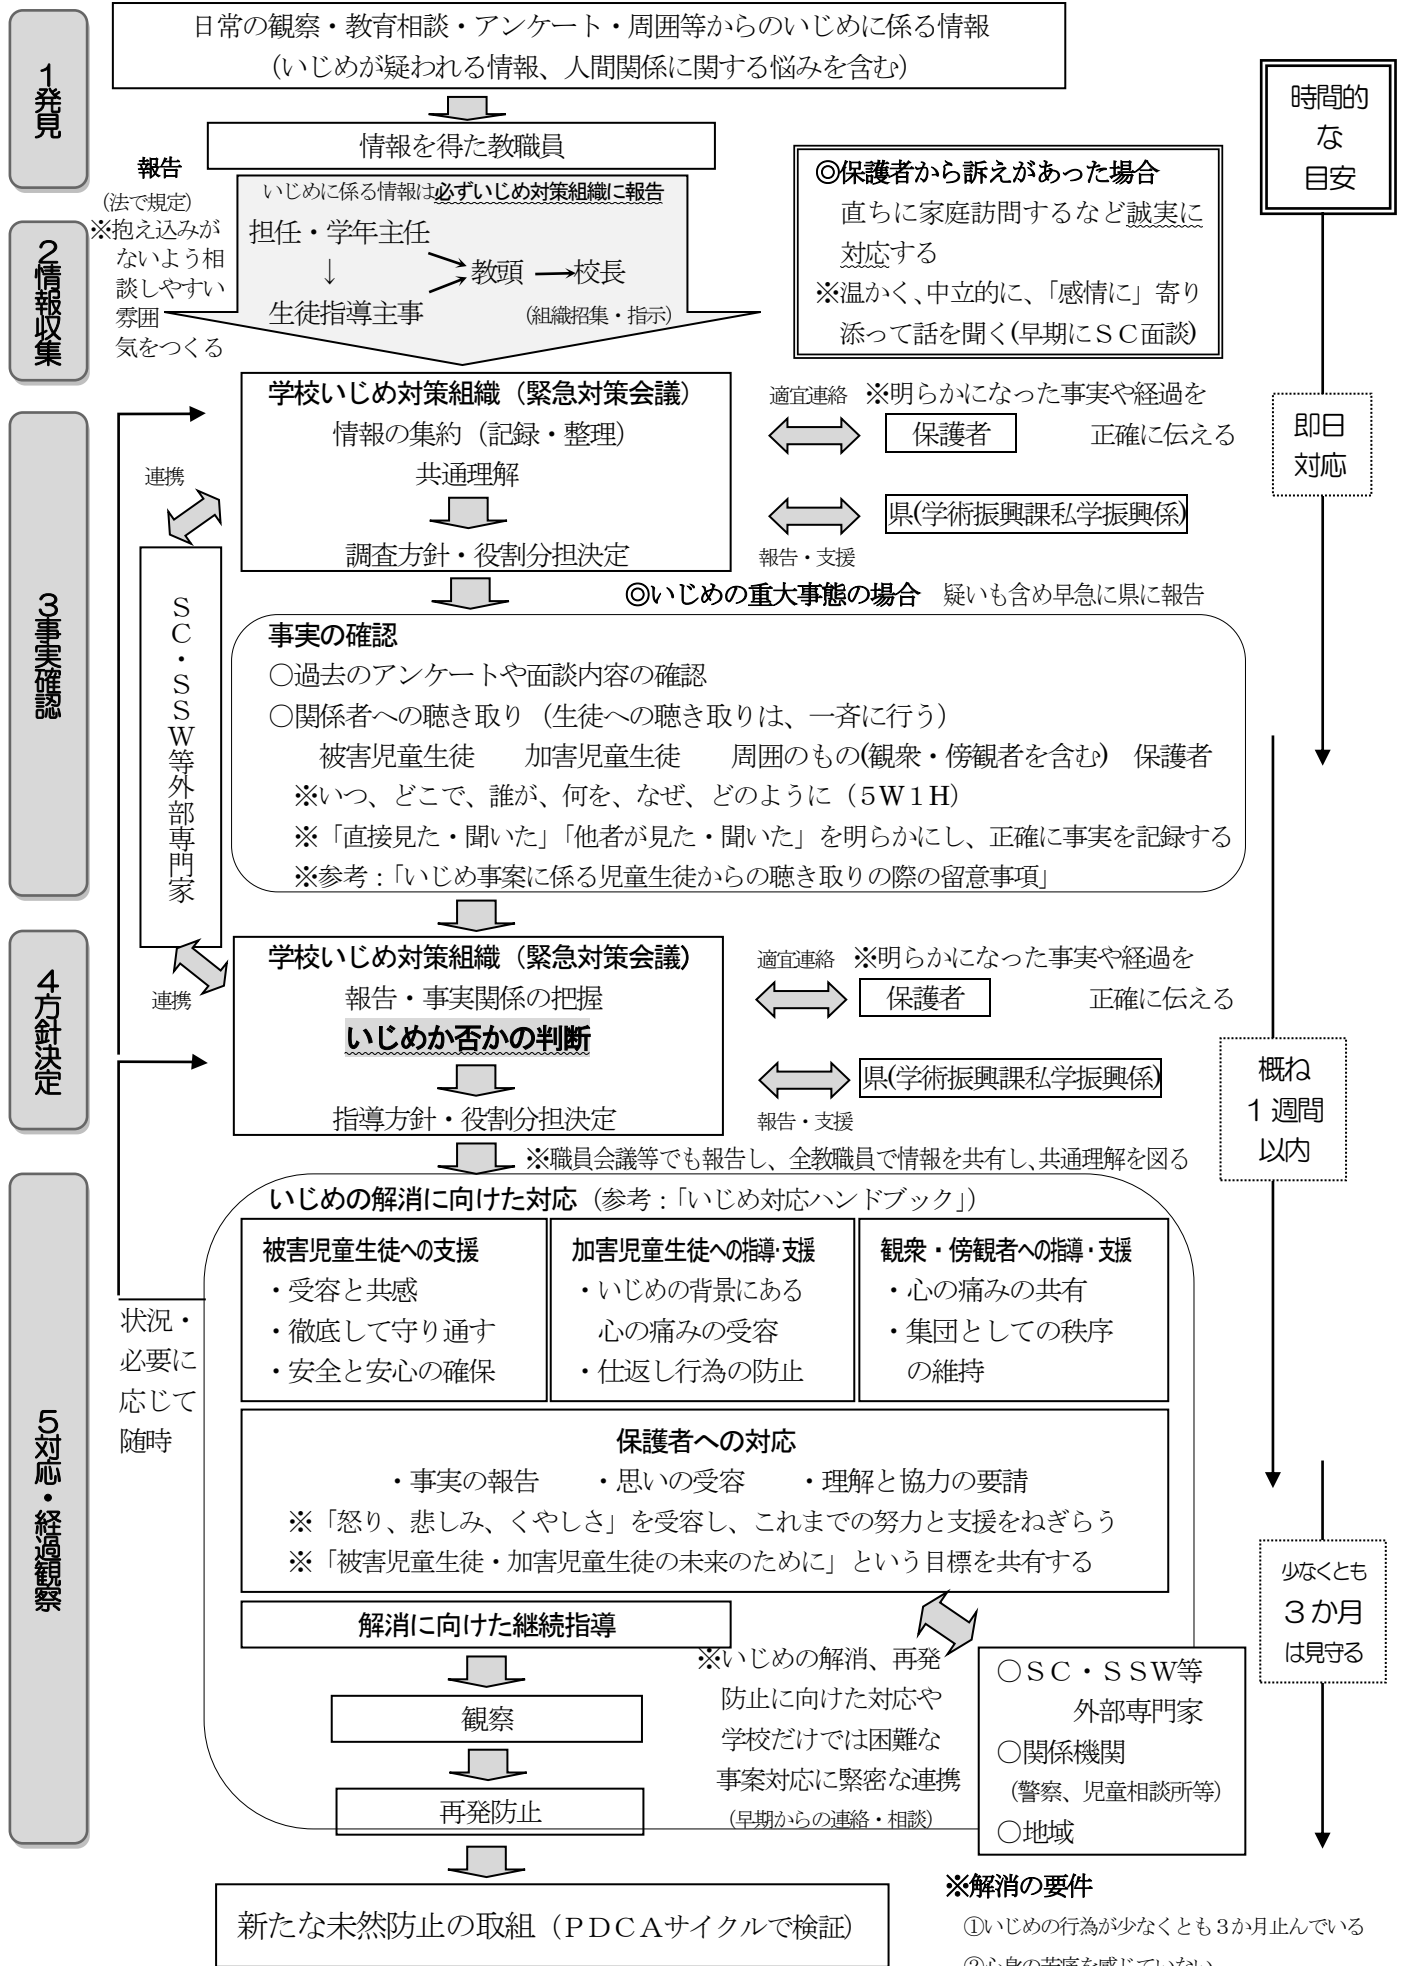 1発見
日常の観察・教育相談・アンケート・周囲等からのいじめに係る情報
（いじめが疑われる情報、人間関係に関する悩みを含む）
情報を得た教職員
時間的
な
目安
報告
（法で規定）
※抱え込みが
ないよう相
談しやすい
雰囲
気をつくる
2情報収集
いじめに係る情報は必ずいじめ対策組織に報告
担任・学年主任
↓
教頭
校長
生徒指導主事
（組織招集・指示）
◎保護者から訴えがあった場合
直ちに家庭訪問するなど誠実に
対応する
※温かく、中立的に、「感情に」寄り
添って話を聞く(早期にＳＣ面談)
3事実確認
学校いじめ対策組織（緊急対策会議）
情報の集約（記録・整理）
共通理解
調査方針・役割分担決定
適宜連絡
※明らかになった事実や経過を
保護者
正確に伝える
県(学術振興課私学振興係)
報告・支援
即日
対応
連携
ＳＣ・ＳＳＷ等外部専門家
◎いじめの重大事態の場合　疑いも含め早急に県に報告
事実の確認
○過去のアンケートや面談内容の確認
○関係者への聴き取り（生徒への聴き取りは、一斉に行う）
被害児童生徒　加害児童生徒　周囲のもの(観衆・傍観者を含む)　保護者
※いつ、どこで、誰が、何を、なぜ、どのように（５Ｗ１Ｈ）
※「直接見た・聞いた」「他者が見た・聞いた」を明らかにし、正確に事実を記録する
※参考：「いじめ事案に係る児童生徒からの聴き取りの際の留意事項」
4方針決定
連携
学校いじめ対策組織（緊急対策会議）
報告・事実関係の把握
いじめか否かの判断
指導方針・役割分担決定
適宜連絡
※明らかになった事実や経過を
保護者
正確に伝える
県(学術振興課私学振興係)
報告・支援
概ね
1週間
以内
※職員会議等でも報告し、全教職員で情報を共有し、共通理解を図る
5対応・経過観察
状況・
必要に
応じて
随時
いじめの解消に向けた対応（参考：「いじめ対応ハンドブック」）
被害児童生徒への支援
・受容と共感
・徹底して守り通す
・安全と安心の確保
加害児童生徒への指導・支援
・いじめの背景にある
心の痛みの受容
・仕返し行為の防止
観衆・傍観者への指導・支援
・心の痛みの共有
・集団としての秩序
の維持
保護者への対応
・事実の報告　・思いの受容　・理解と協力の要請
※「怒り、悲しみ、くやしさ」を受容し、これまでの努力と支援をねぎらう
※「被害児童生徒・加害児童生徒の未来のために」という目標を共有する
解消に向けた継続指導
観察
再発防止
※いじめの解消、再発
防止に向けた対応や
学校だけでは困難な
事案対応に緊密な連携
（早期からの連絡・相談）
○ＳＣ・ＳＳＷ等
外部専門家
○関係機関
（警察、児童相談所等）
○地域
少なくとも
３か月
は見守る
新たな未然防止の取組（ＰＤＣＡサイクルで検証）
※解消の要件
①いじめの行為が少なくとも３か月止んでいる
②心身の苦痛を感じていない